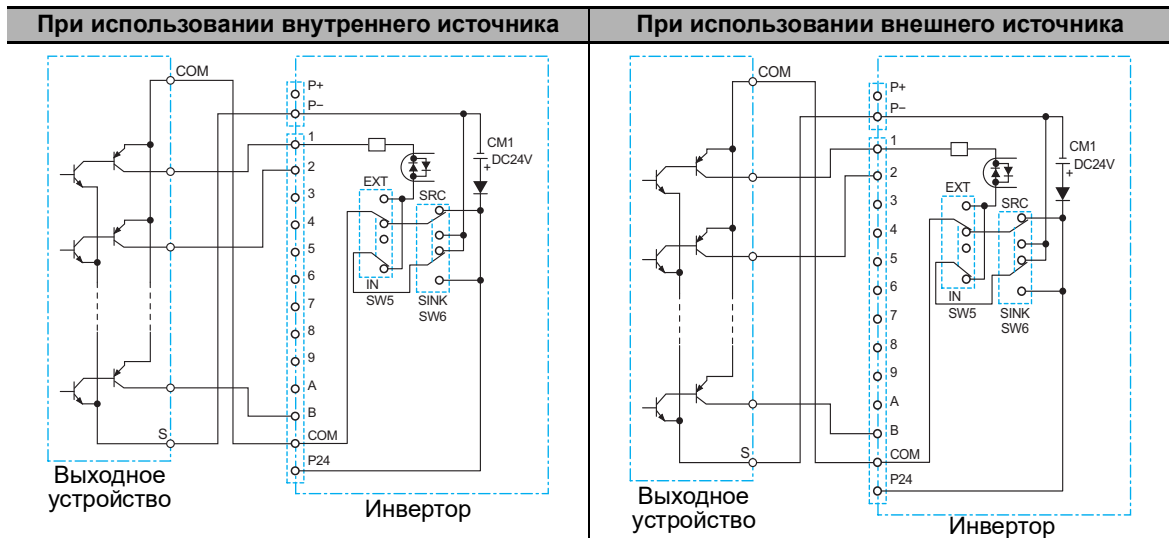 При использовании внутреннего источника
При использовании внешнего источника
COM
P+
P−
1
2
3
4
5
6
7
8
9
A
B
COM
P24
S
EXT
IN
SW5
SRC
SINK
SW6
CM1
DC24V
+
Выходное
устройство
Инвертор
COM
P+
P−
1
2
3
4
5
6
7
8
9
A
B
COM
P24
S
EXT
IN
SW5
SRC
SINK
SW6
CM1
DC24V
+
Выходное
устройство
Инвертор